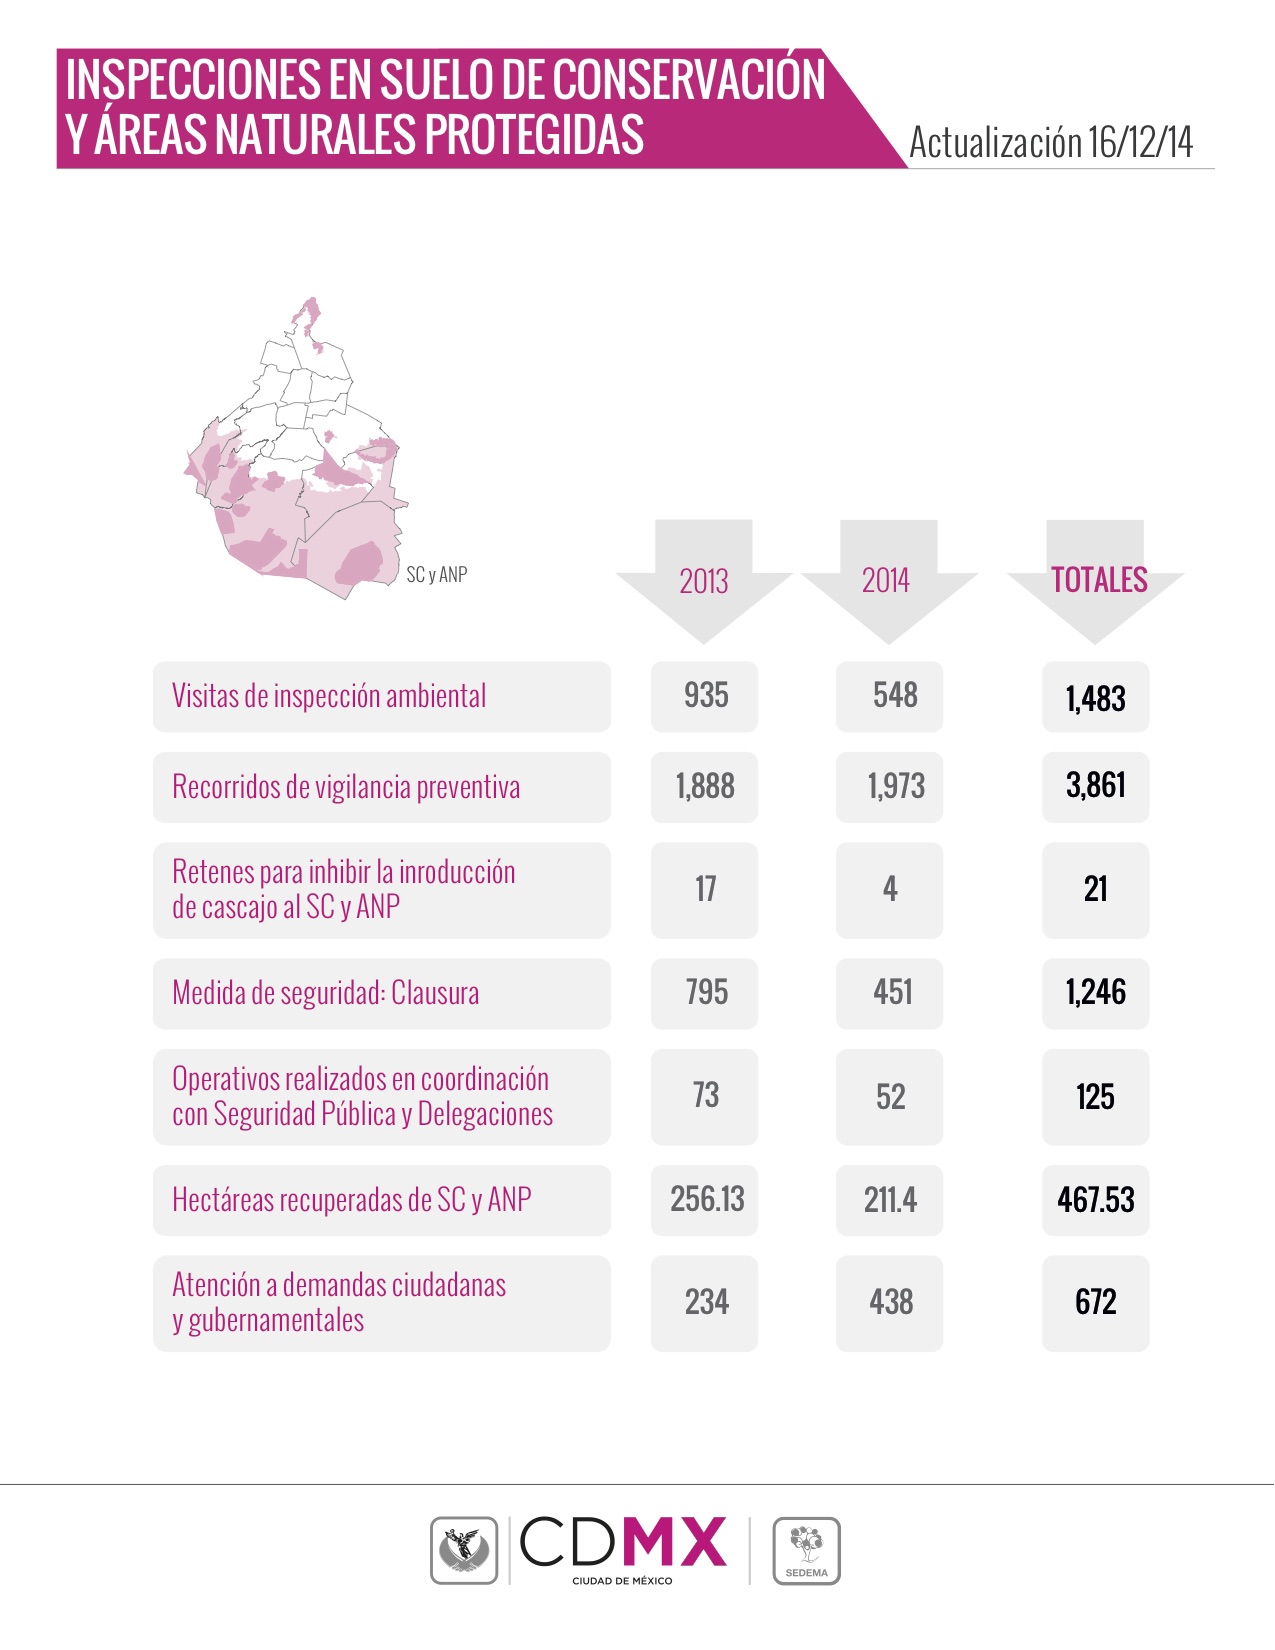 INSPECCIONES EN SUELO DE CONSERVACIÓN
Y ÁREAS NATURALES PROTEGIDAS
Actualización 16/12/14
SC y ANP
2013 2014 TOTALES
Visitas de inspección ambiental 935 548 1,483
Recorridos de vigilancia preventiva 1,888 1,973 3,861
Retenes para inhibir la inroducción
de cascajo al SC y ANP 17 4 21
Medida de seguridad: Clausura 795 451 1,246
Operativos realizados en coordinación
con Seguridad Pública y Delegaciones 73 52 125
Hectáreas recuperadas de SC y ANP 256.13 211.4 467.53
Atención a demandas ciudadanas
y gubernamentales 234 438 672
CDMX
CIUDAD DE MÉXICO
SEDEMA